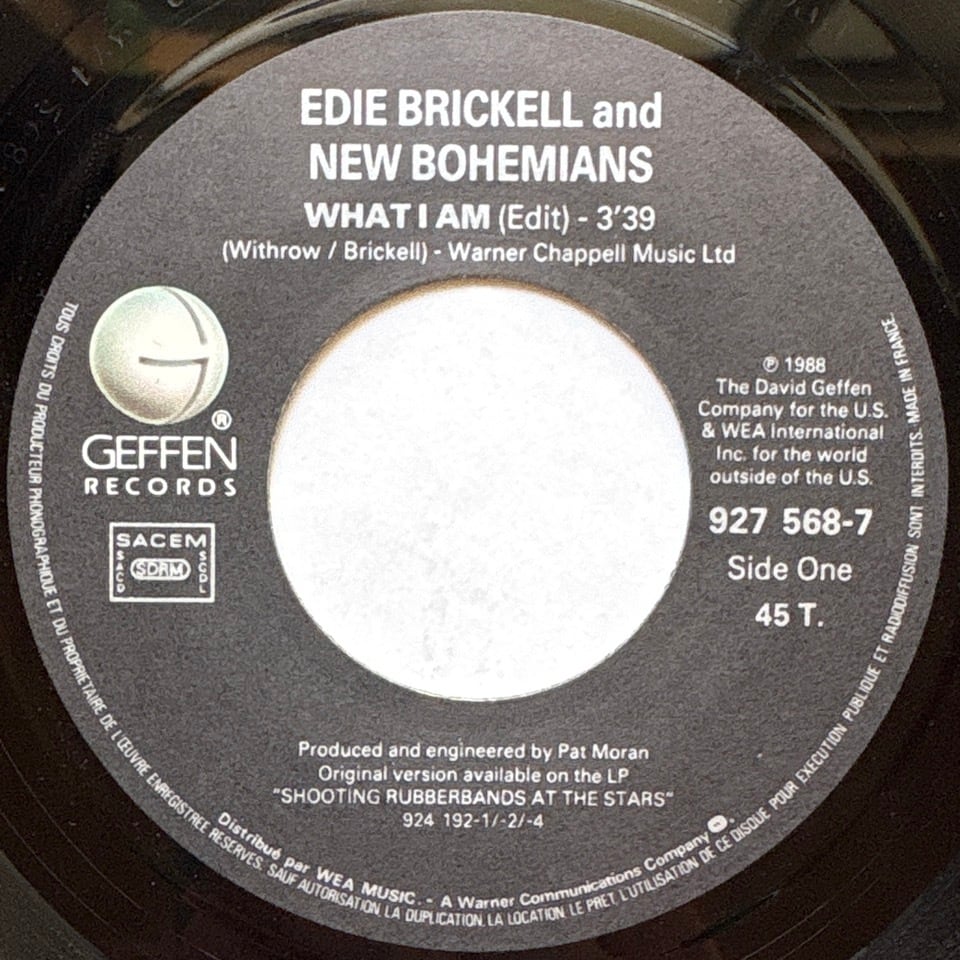 EDIE BRICKELL and
NEW BOHEMIANS
WHAT I AM (Edit) - 3'39
(Withrow / Brickell) - Warner Chappell Music Ltd
®
GEFFEN
RECORDS
SACEM
SACD
SDRM
SCDL
℗ 1988
The David Geffen
Company for the U.S.
& WEA International
Inc. for the world
outside of the U.S.
927 568-7
Side One
45 T.
Produced and engineered by Pat Moran
Original version available on the LP
"SHOOTING RUBBERBANDS AT THE STARS"
924 192-1/-2/-4
Distribué par WEA MUSIC. - A Warner Communications Company.
TOUS DROITS DU PRODUCTEUR PHONOGRAPHIQUE ET DU PROPRIETAIRE DE L'ŒUVRE ENREGISTREE RESERVES. SAUF AUTORISATION, LA DUPLICATION, LA LOCATION, LE PRET, L'UTILISATION DE CE DISQUE POUR EXECUTION PUBLIQUE ET RADIODIFFUSION SONT INTERDITS. MADE IN FRANCE.